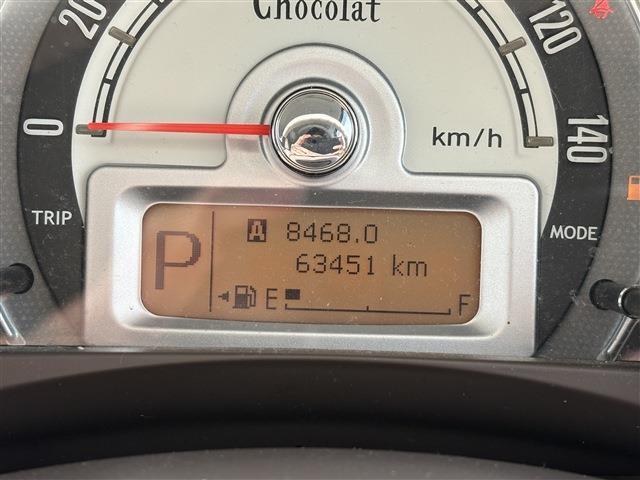 Chocolat
20
120
0
km/h
140
TRIP
MODE
P
A 8468.0
63451 km
E F